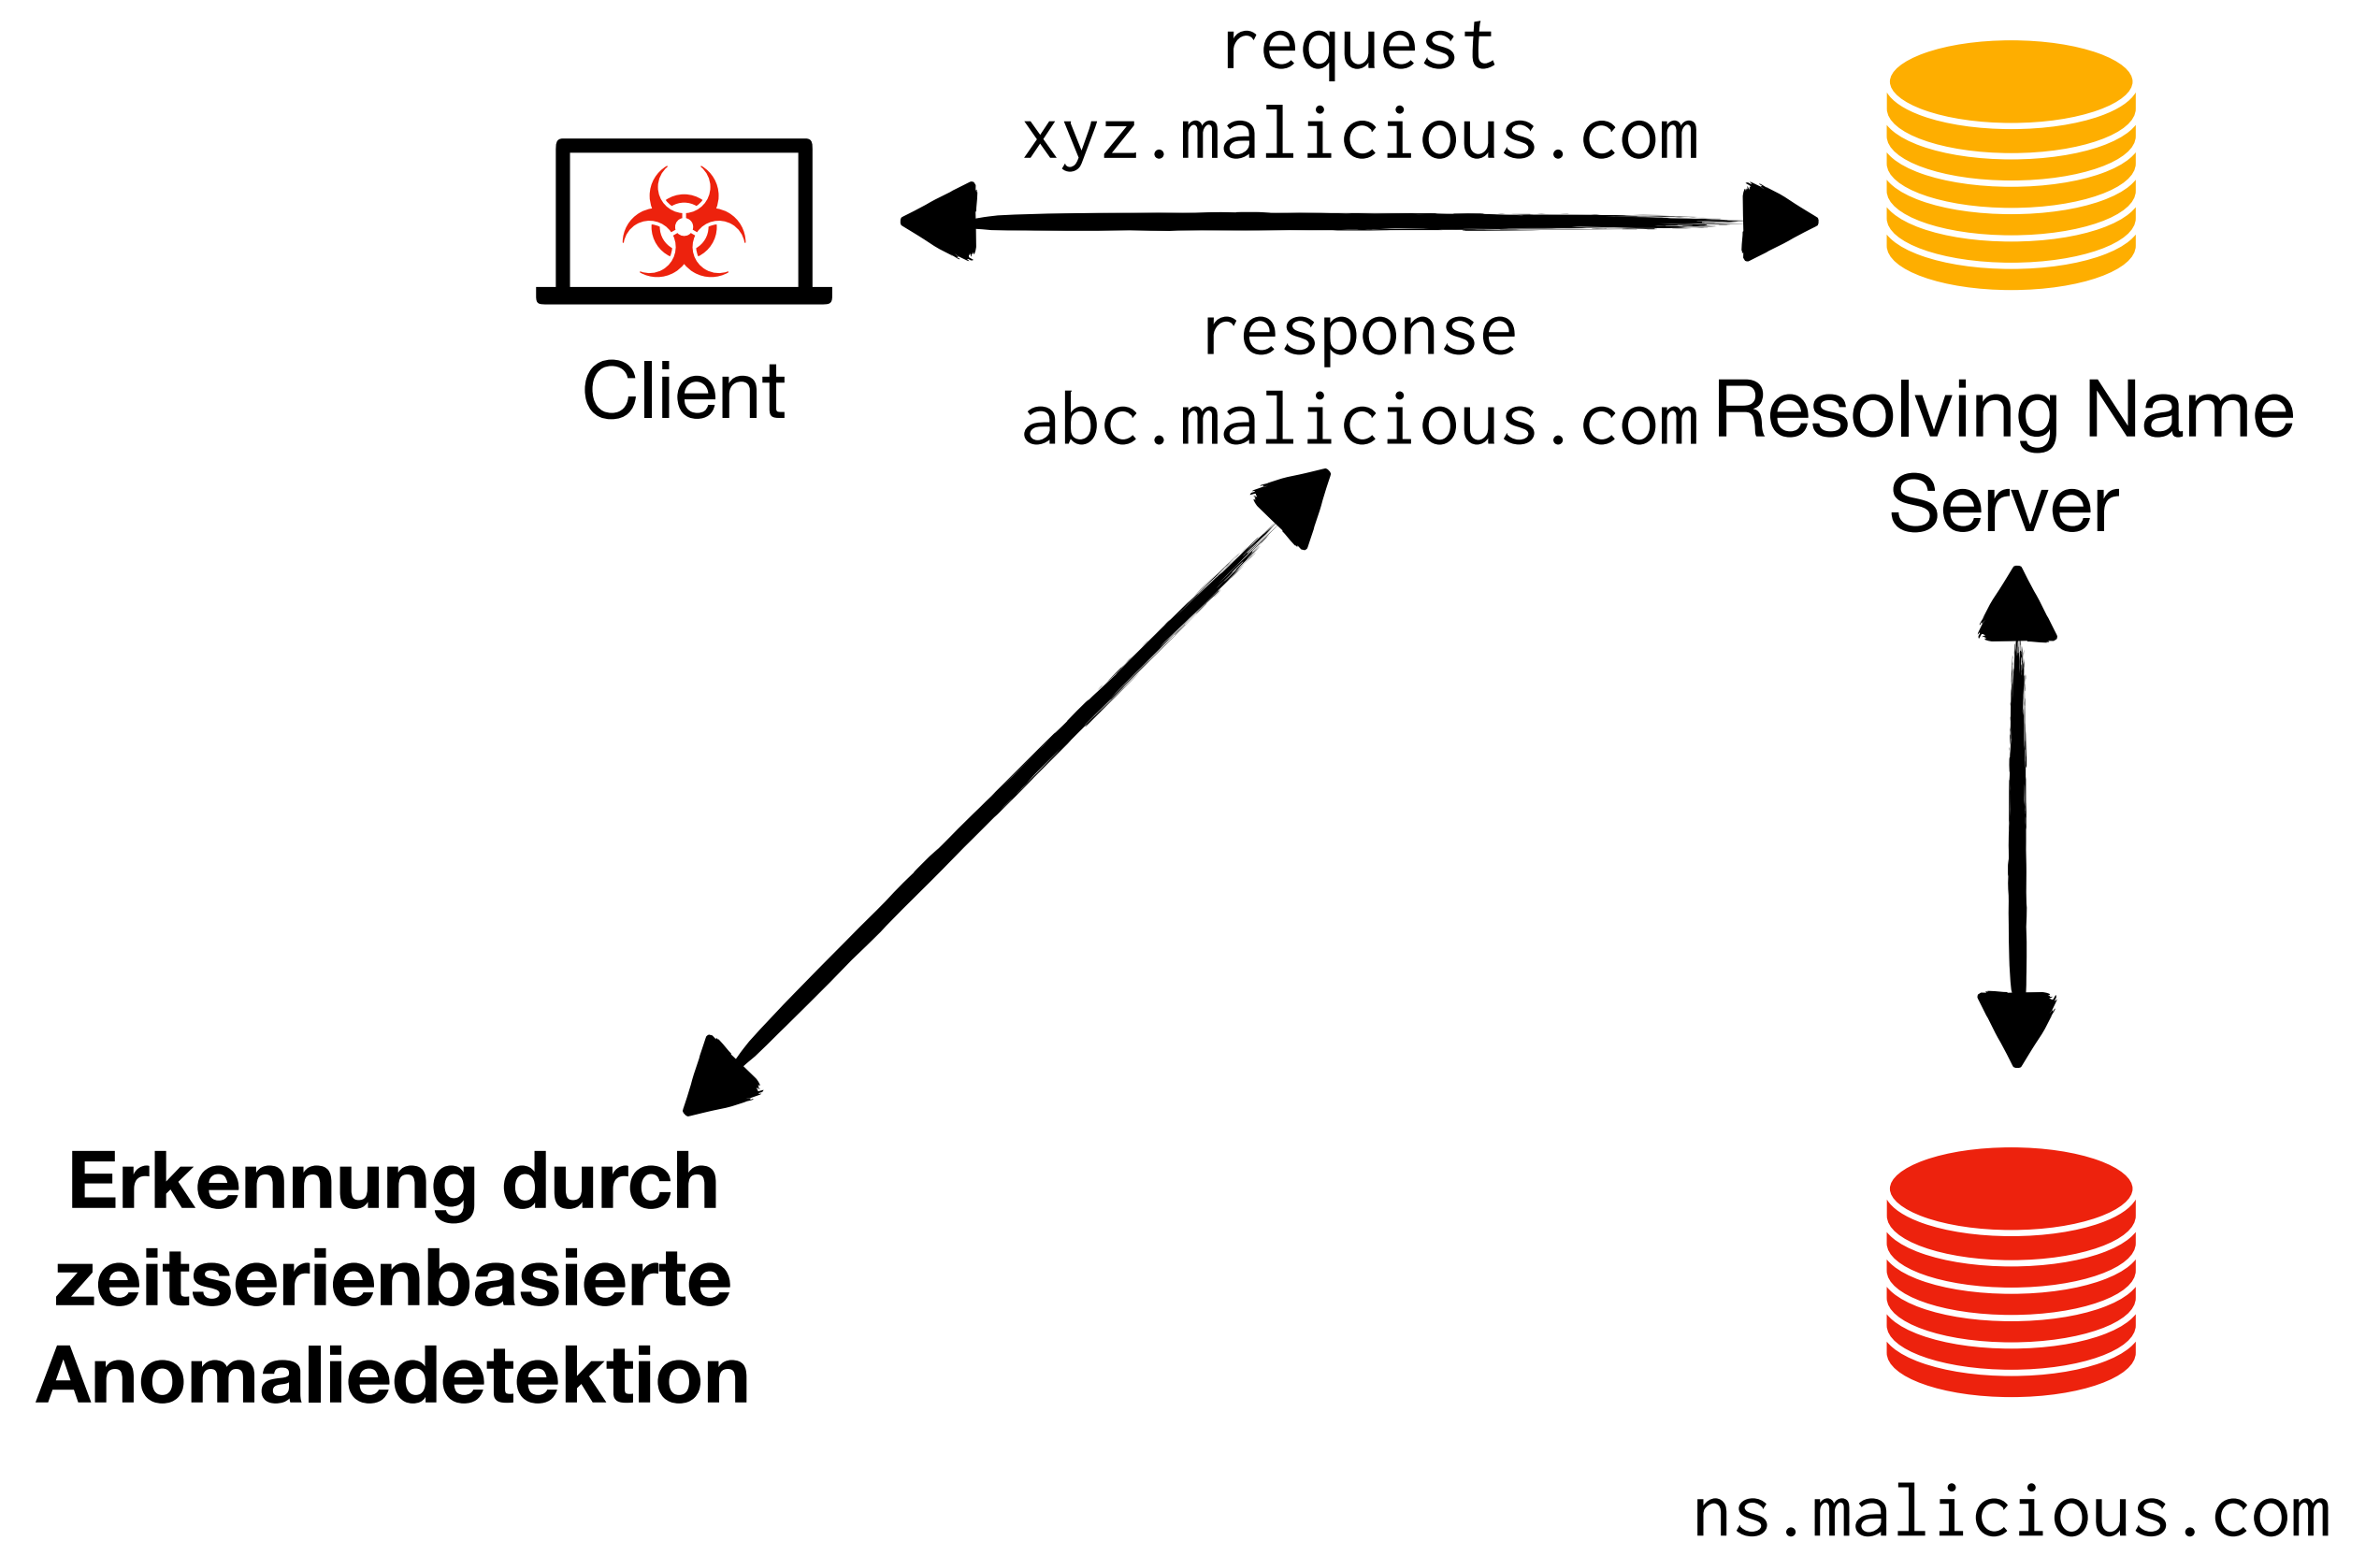 request
xyz.malicious.com
response
abc.malicious.com
Client
Resolving Name
Server
Erkennung durch
zeitserienbasierte
Anomaliedetektion
ns.malicious.com